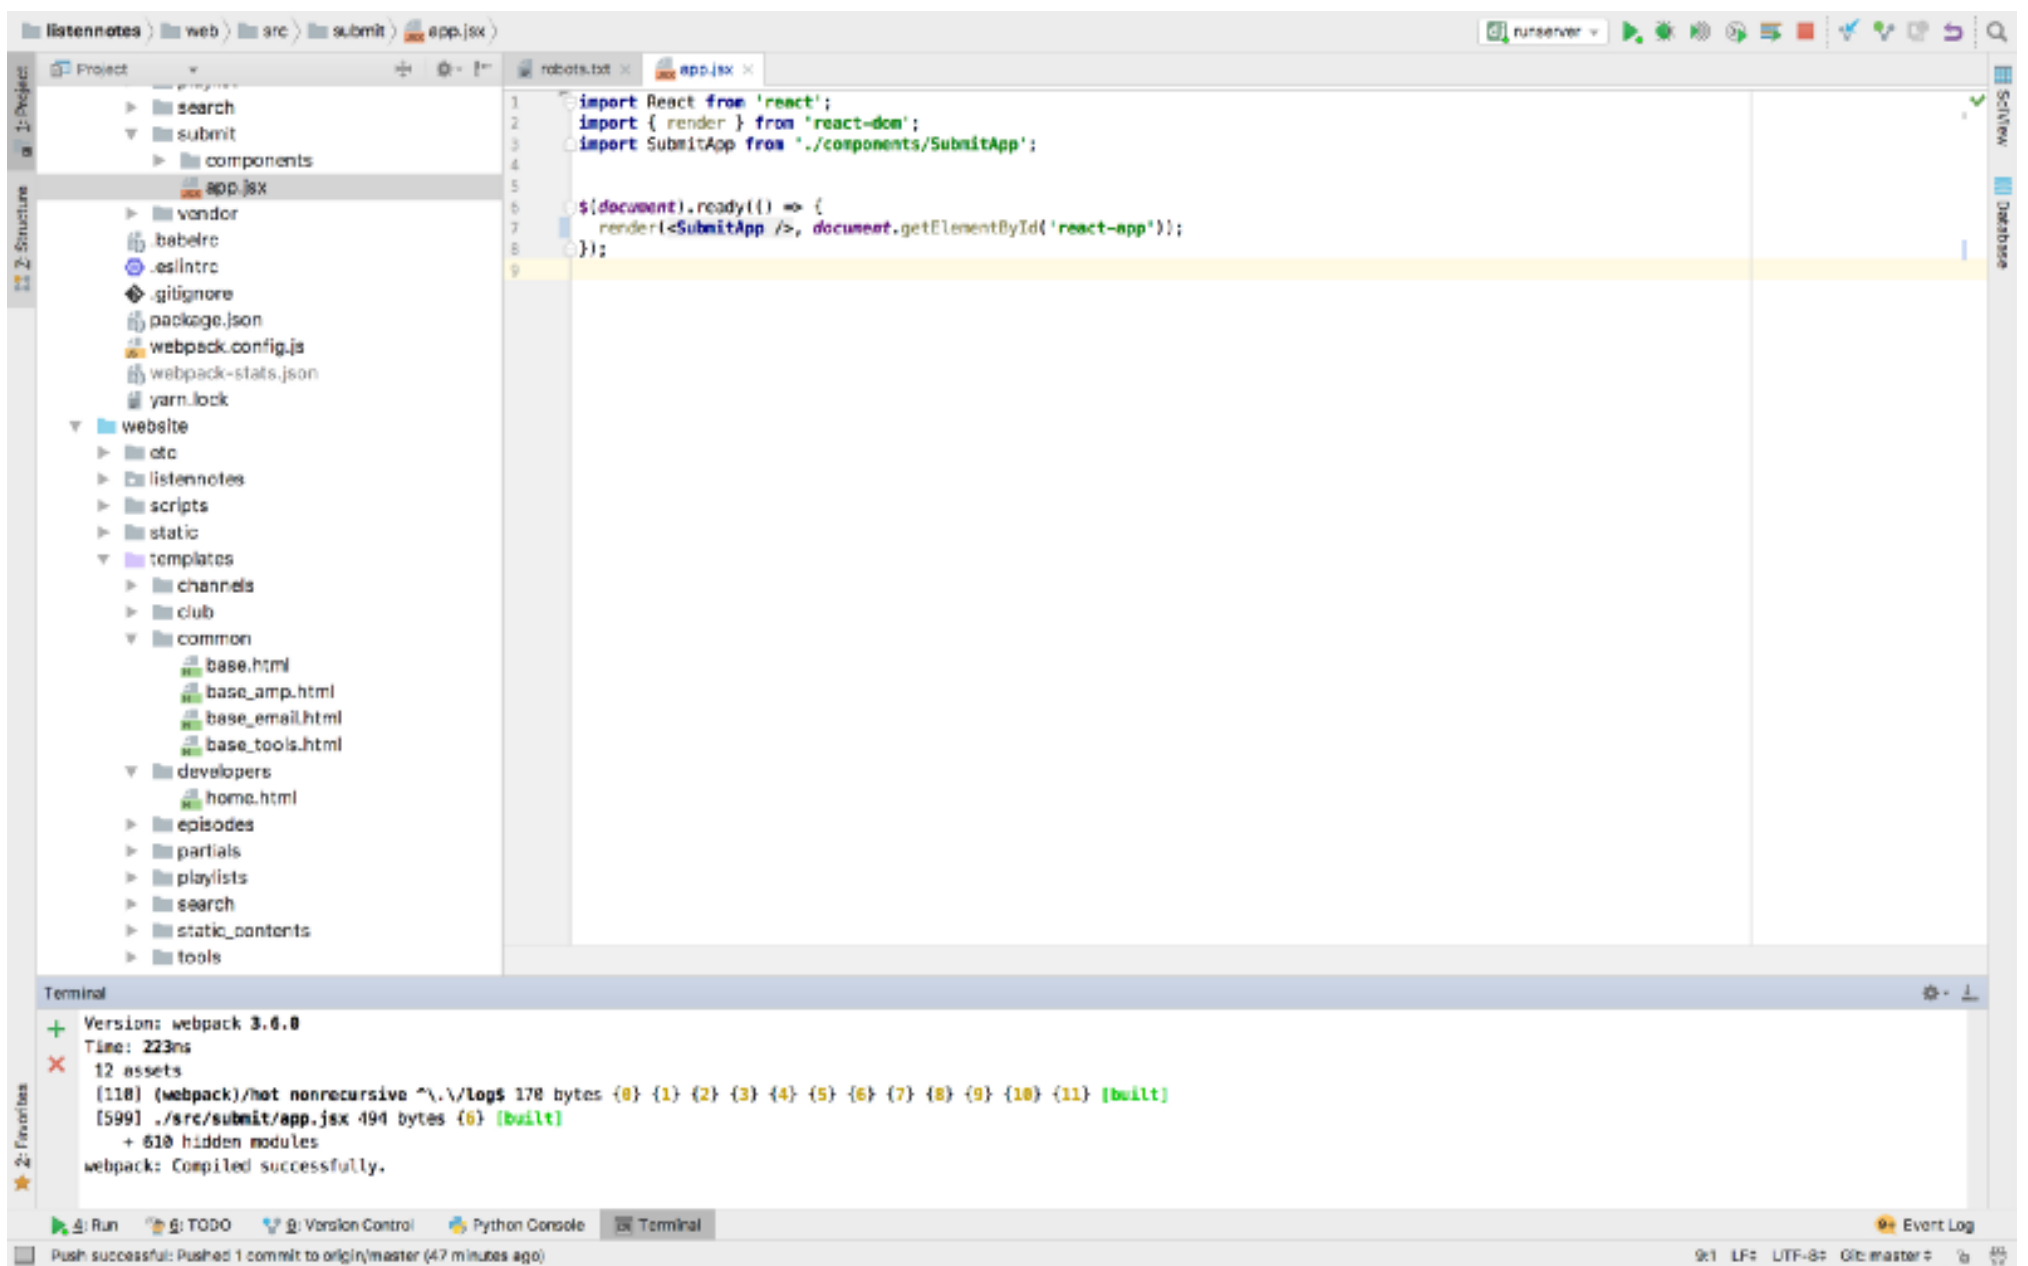 listennotes web src submit app.jsx
runserver
Project
robots.txt
app.jsx
1: Project
2: Structure
2: Favorites
SciView
Database
search
submit
components
app.jsx
vendor
.babelrc
.eslintrc
.gitignore
package.json
webpack.config.js
webpack-stats.json
yarn.lock
website
etc
listennotes
scripts
static
templates
channels
club
common
base.html
base_amp.html
base_email.html
base_tools.html
developers
home.html
episodes
partials
playlists
search
static_contents
tools
1 import React from 'react';
2 import { render } from 'react-dom';
3 import SubmitApp from './components/SubmitApp';
4
5
6 $(document).ready(() => {
7 render(<SubmitApp />, document.getElementById('react-app'));
8 });
9
Terminal
Version: webpack 3.6.0
Time: 223ms
12 assets
[110] (webpack)/hot nonrecursive ^\.\/log$ 170 bytes {0} {1} {2} {3} {4} {5} {6} {7} {8} {9} {10} {11} [built]
[599] ./src/submit/app.jsx 494 bytes {6} [built]
+ 610 hidden modules
webpack: Compiled successfully.
4: Run 6: TODO 9: Version Control Python Console Terminal
Event Log
Push successful: Pushed 1 commit to origin/master (47 minutes ago)
9:1 LF UTF-8 Git: master